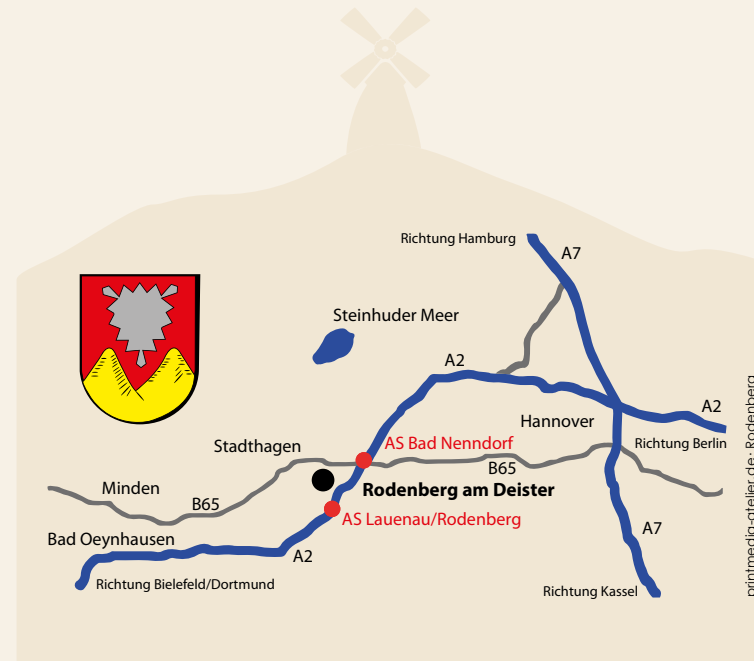 Richtung Hamburg
A7
Steinhuder Meer
A2
A2
Hannover
Richtung Berlin
AS Bad Nenndorf
Stadthagen
B65
Rodenberg am Deister
Minden
B65
AS Lauenau/Rodenberg
A7
Bad Oeynhausen
A2
Richtung Bielefeld/Dortmund
Richtung Kassel
printmedia-atelier.de; Rodenberg